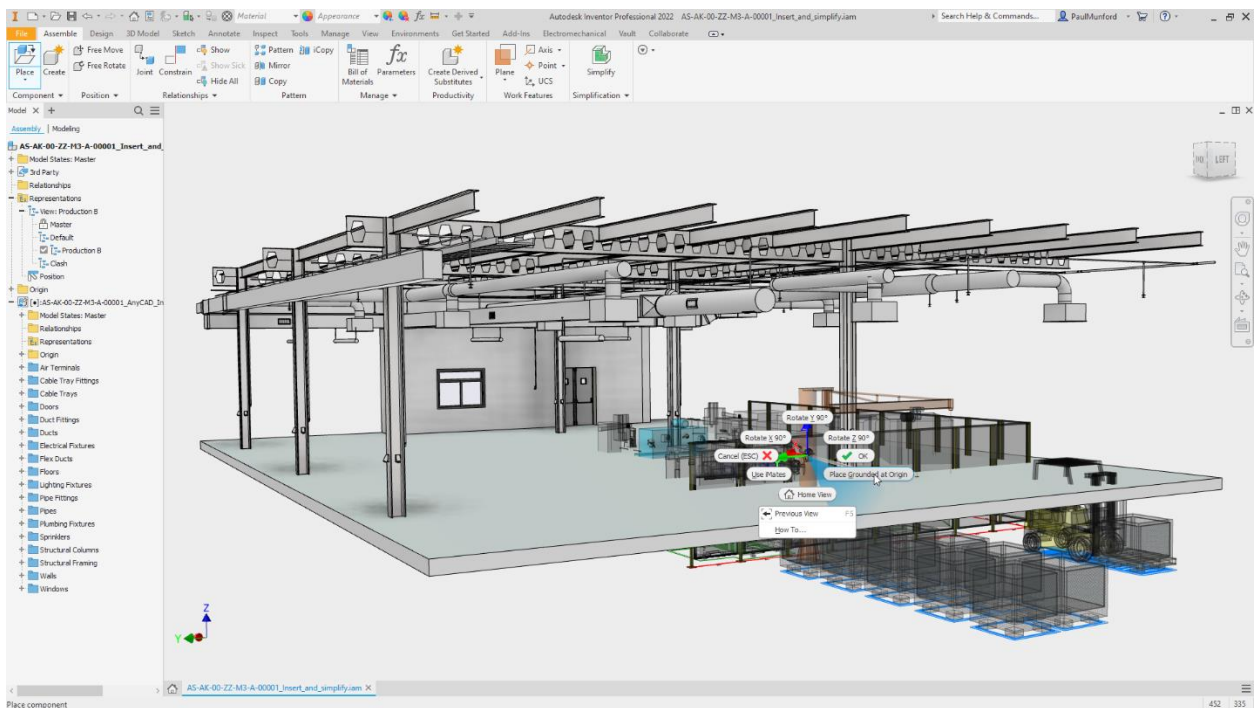 Material
Appearance
Autodesk Inventor Professional 2022 AS-AK-00-ZZ-M3-A-00001_Insert_and_simplify.iam
Search Help & Commands...
PaulMunford
File Assemble Design 3D Model Sketch Annotate Inspect Tools Manage View Environments Get Started Add-Ins Electromechanical Vault Collaborate
Free Move
Free Rotate
Show
Show Sick
Hide All
Pattern iCopy
Mirror
Copy
Axis
Point
UCS
Place Create Joint Constrain
Bill of Materials
Parameters
Create Derived Substitutes
Plane
Simplify
Component Position Relationships Pattern Manage Productivity Work Features Simplification
Model
Assembly | Modeling
AS-AK-00-ZZ-M3-A-00001_Insert_and_
Model States: Master
3rd Party
Relationships
Representations
View: Production B
Master
Default
Production B
Clash
Position
Origin
[•]:AS-AK-00-ZZ-M3-A-00001_AnyCAD_In
Model States: Master
Relationships
Representations
Origin
Air Terminals
Cable Tray Fittings
Cable Trays
Doors
Duct Fittings
Ducts
Electrical Fixtures
Flex Ducts
Floors
Lighting Fixtures
Pipe Fittings
Pipes
Plumbing Fixtures
Sprinklers
Structural Columns
Structural Framing
Walls
Windows
LEFT
Rotate Y 90°
Rotate X 90°
Rotate Z 90°
Cancel (ESC)
OK
Use Mates
Place Grounded at Origin
Home View
Previous View F5
How To...
Z
Y
AS-AK-00-ZZ-M3-A-00001_Insert_and_simplify.iam
Place component
452 335